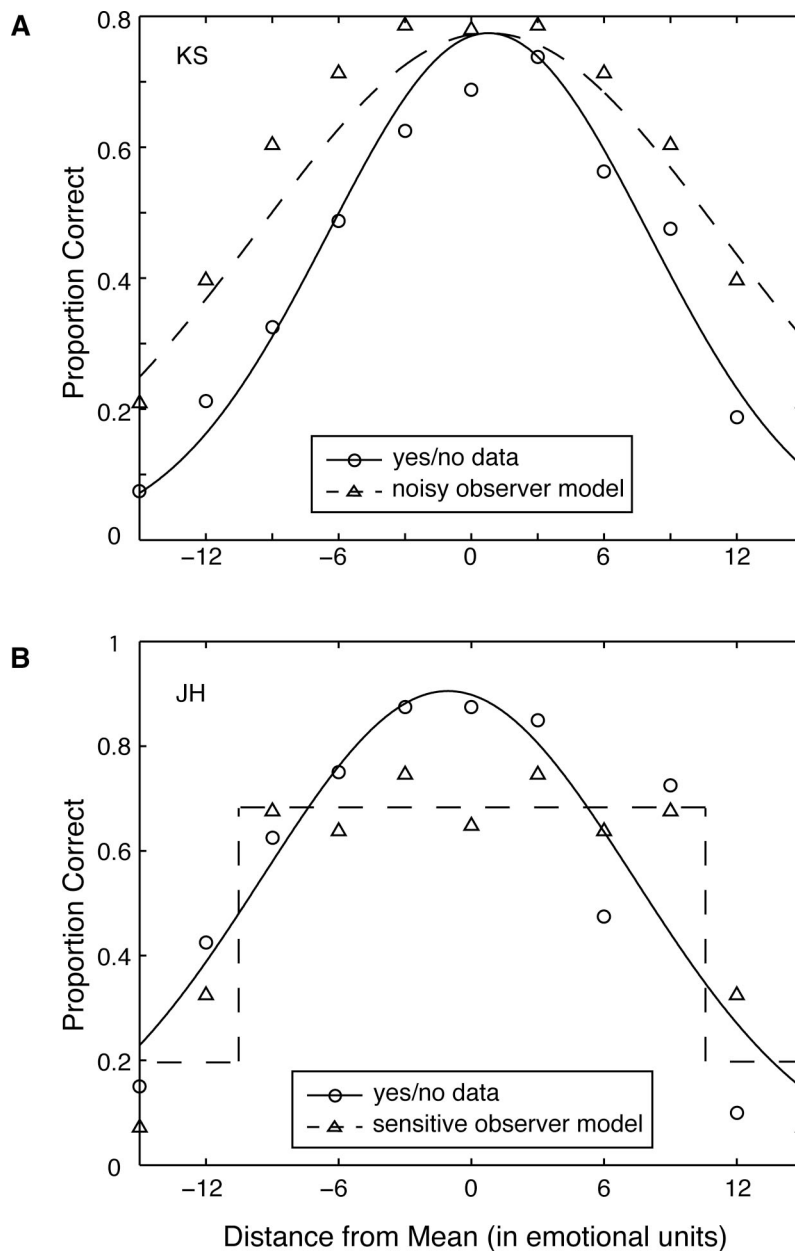 A
KS
0.8
0.6
0.4
0.2
0
Proportion Correct
yes/no data
noisy observer model
−12 −6 0 6 12
B
JH
1
0.8
0.6
0.4
0.2
0
Proportion Correct
yes/no data
sensitive observer model
−12 −6 0 6 12
Distance from Mean (in emotional units)